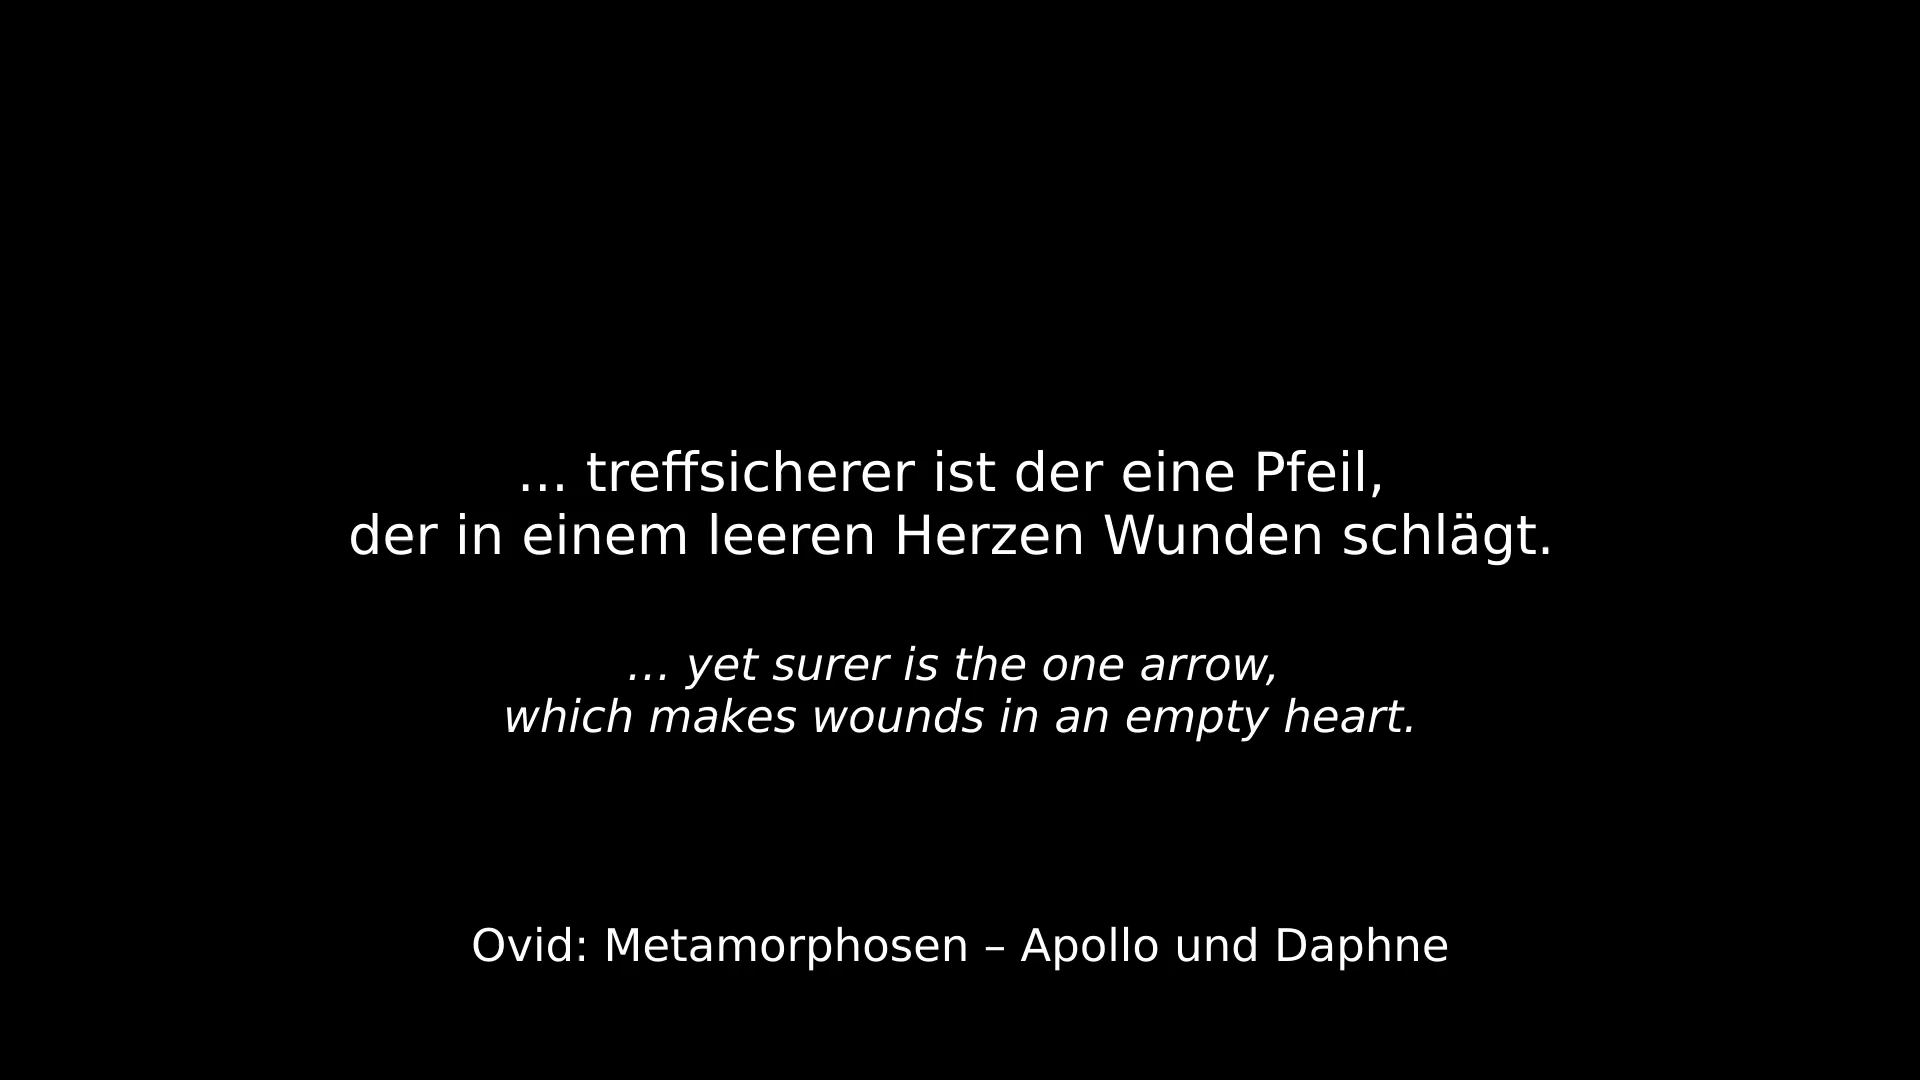 ... treffsicherer ist der eine Pfeil,
der in einem leeren Herzen Wunden schlägt.
... yet surer is the one arrow,
which makes wounds in an empty heart.
Ovid: Metamorphosen – Apollo und Daphne